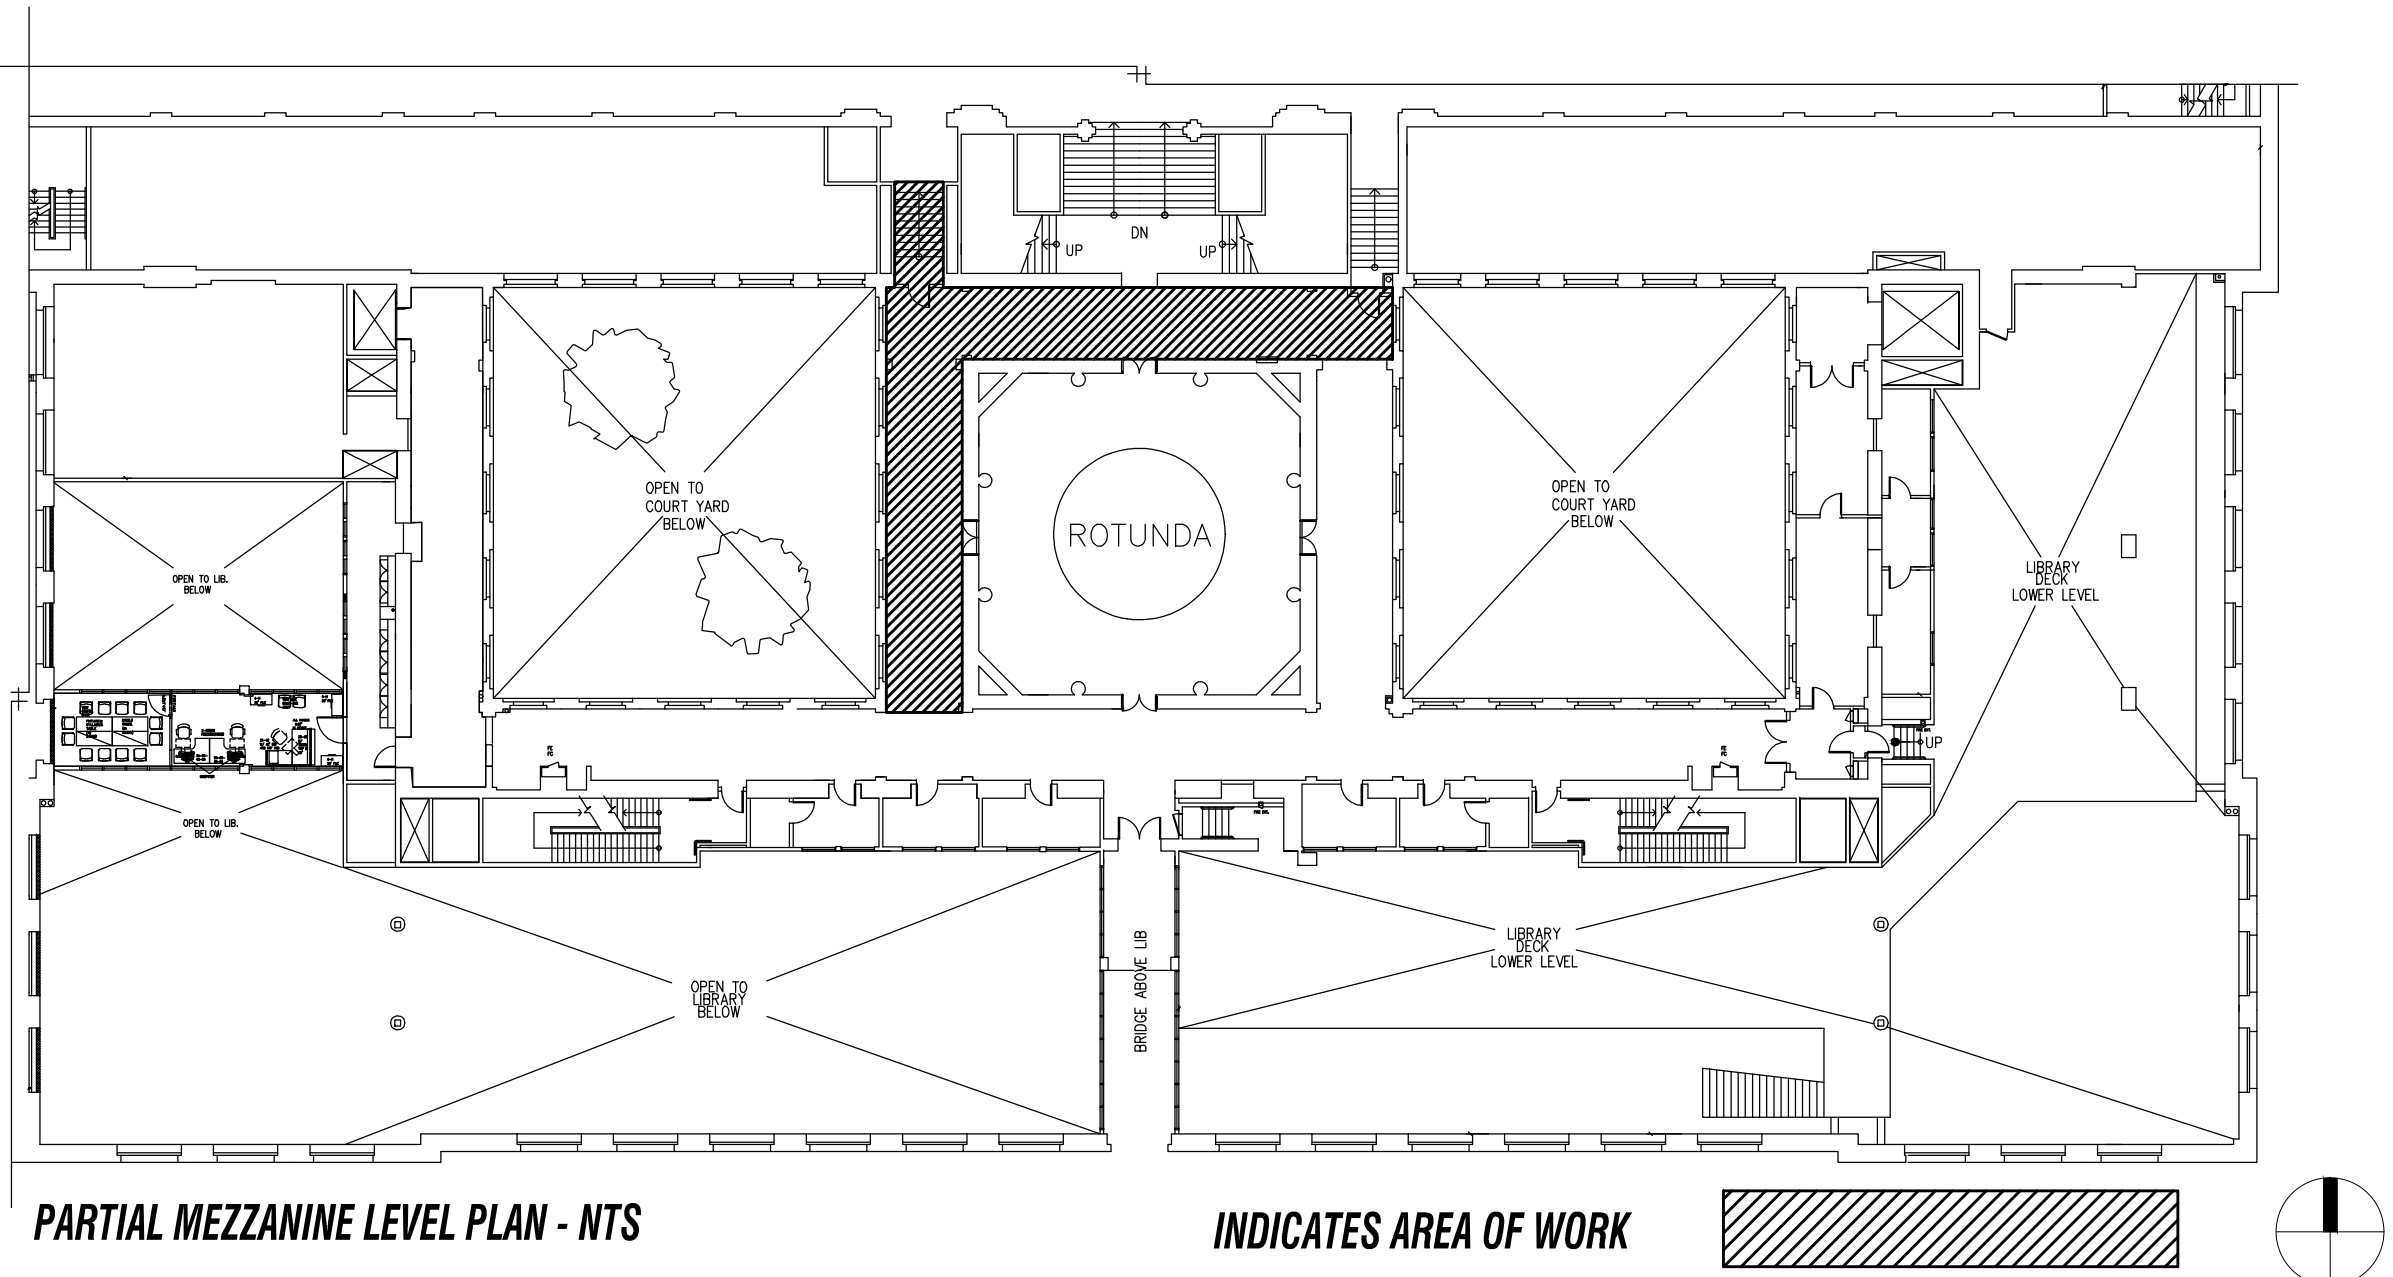 DN
UP
UP
OPEN TO
COURT YARD
BELOW
OPEN TO
COURT YARD
BELOW
ROTUNDA
OPEN TO LIB.
BELOW
LIBRARY
DECK
LOWER LEVEL
UP
OPEN TO LIB.
BELOW
BRIDGE ABOVE LIB
LIBRARY
DECK
LOWER LEVEL
OPEN TO
LIBRARY
BELOW
PARTIAL MEZZANINE LEVEL PLAN - NTS
INDICATES AREA OF WORK